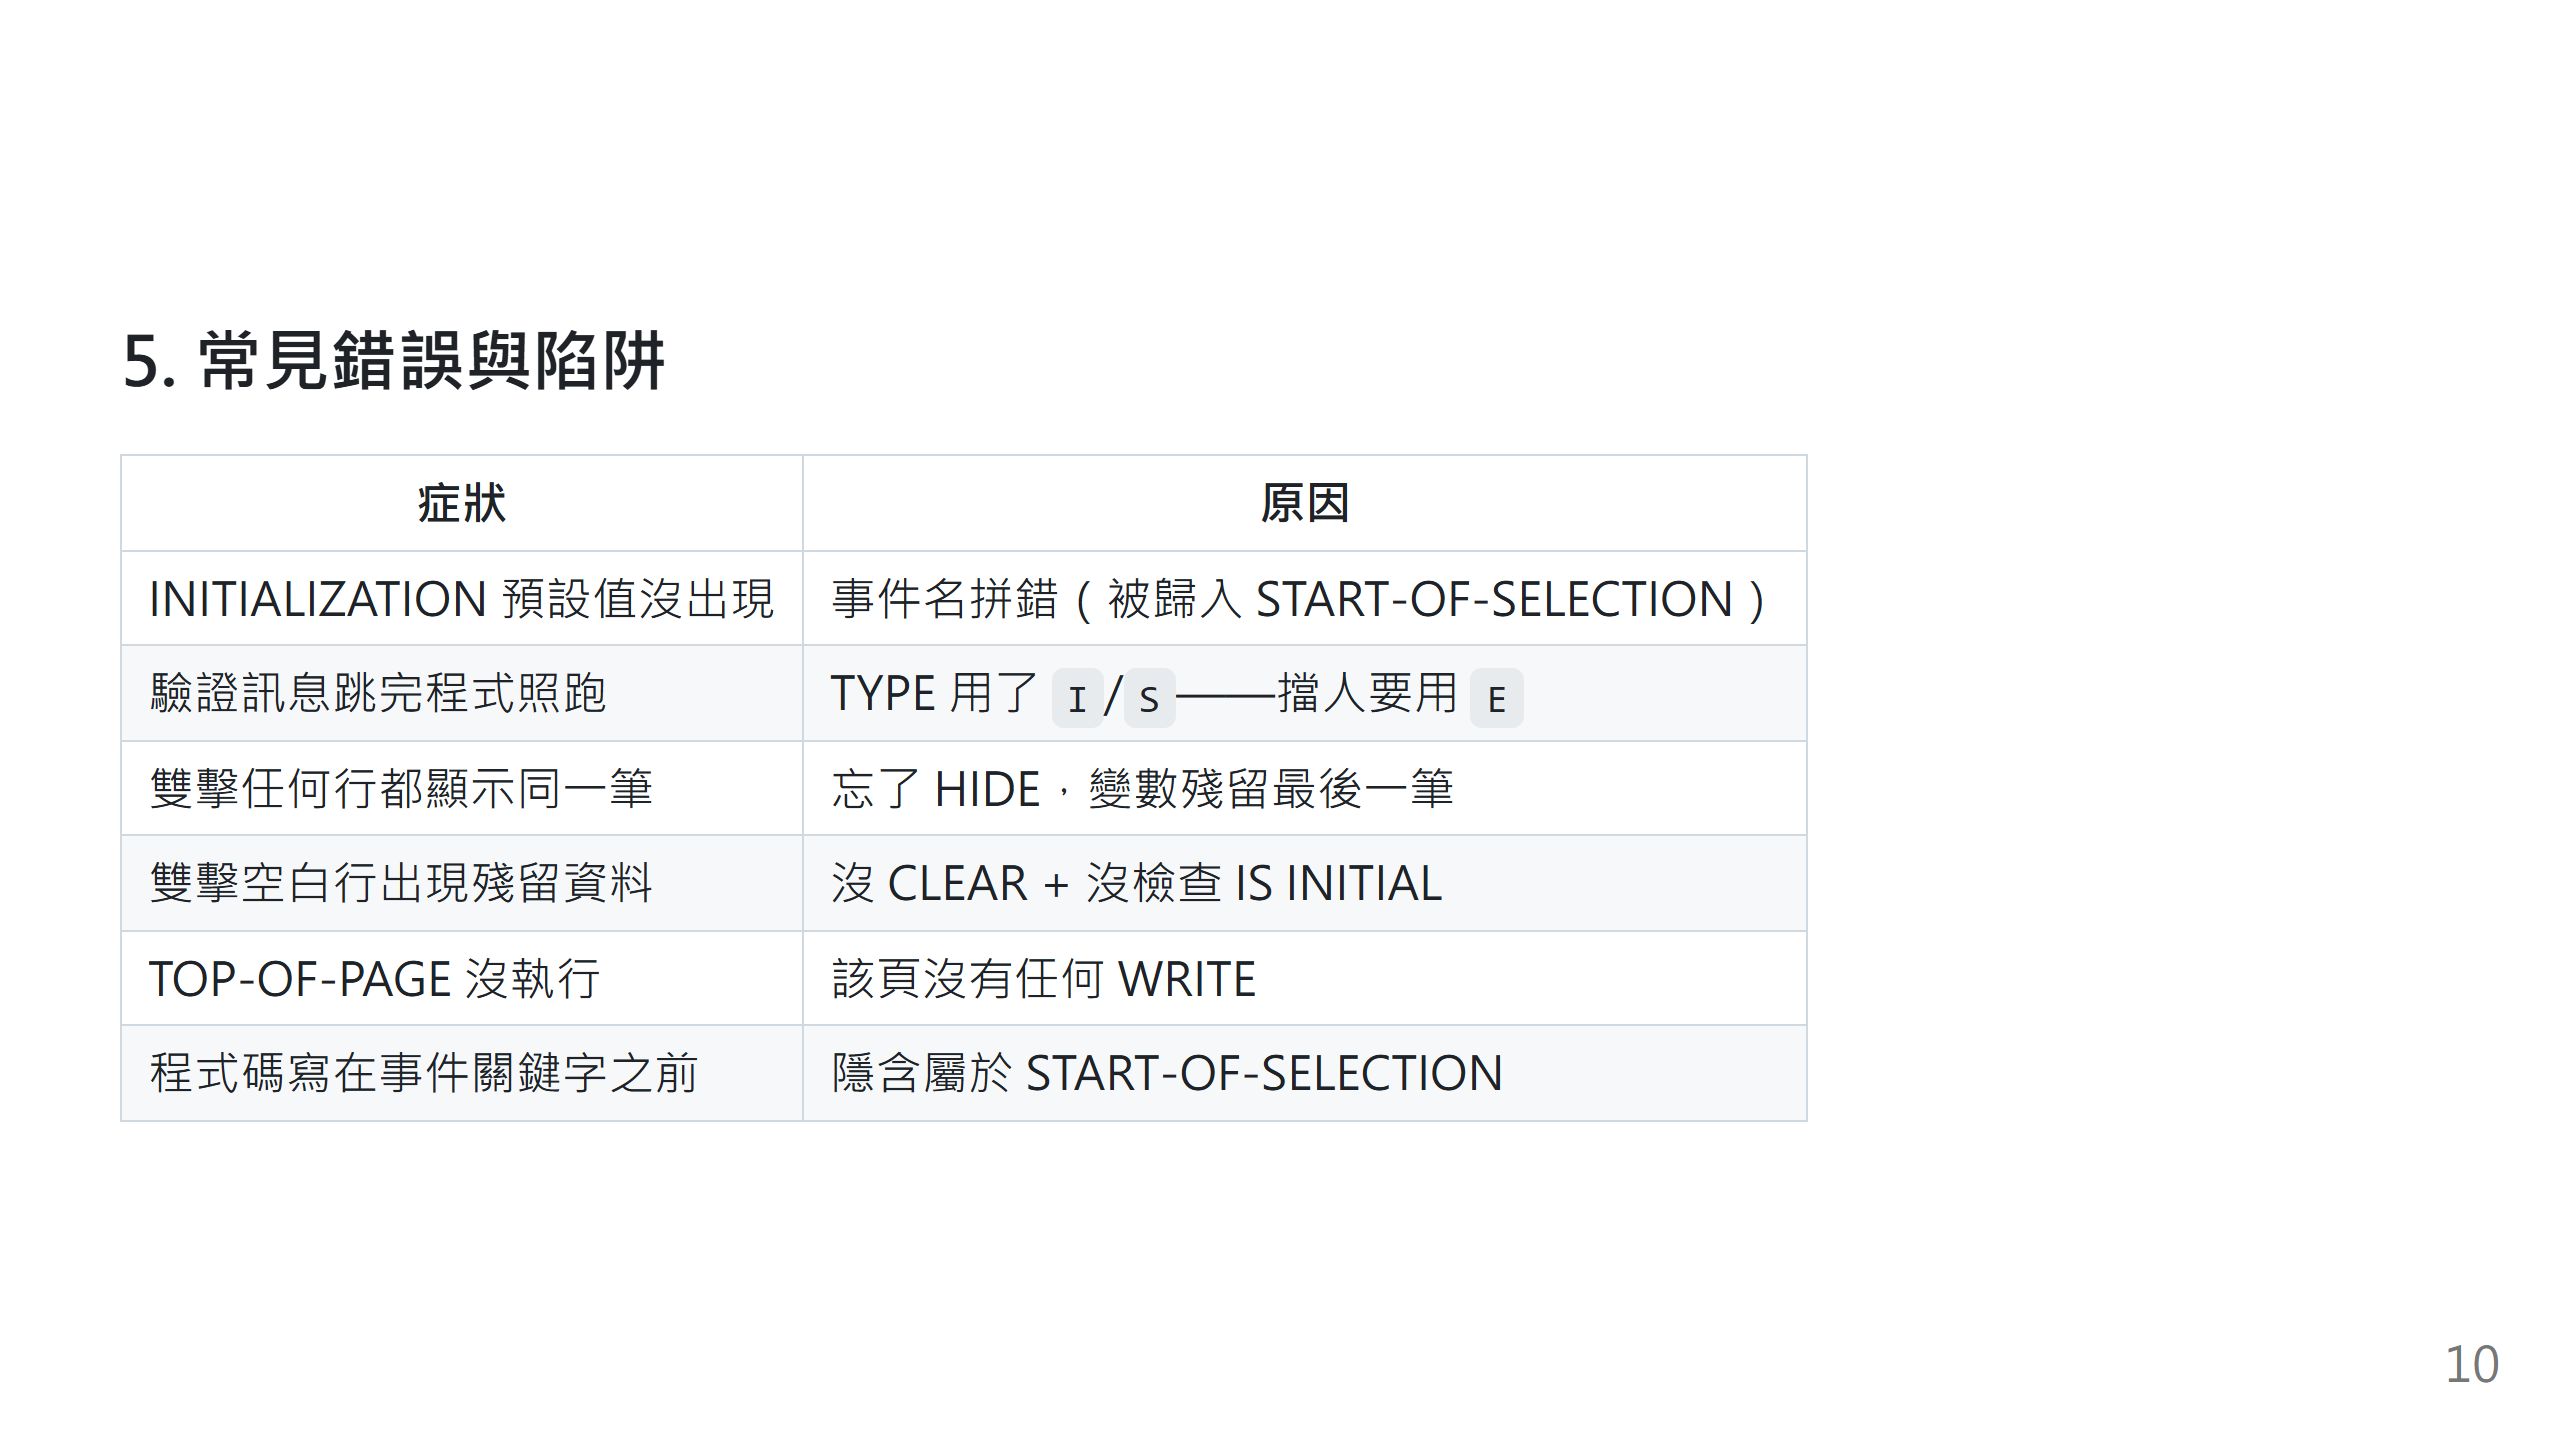 5. 常見錯誤與陷阱
症狀 原因
INITIALIZATION 預設值沒出現 事件名拼錯（被歸入 START-OF-SELECTION）
驗證訊息跳完程式照跑 TYPE 用了 I/S——擋人要用 E
雙擊任何行都顯示同一筆 忘了 HIDE，變數殘留最後一筆
雙擊空白行出現殘留資料 沒 CLEAR + 沒檢查 IS INITIAL
TOP-OF-PAGE 沒執行 該頁沒有任何 WRITE
程式碼寫在事件關鍵字之前 隱含屬於 START-OF-SELECTION
10